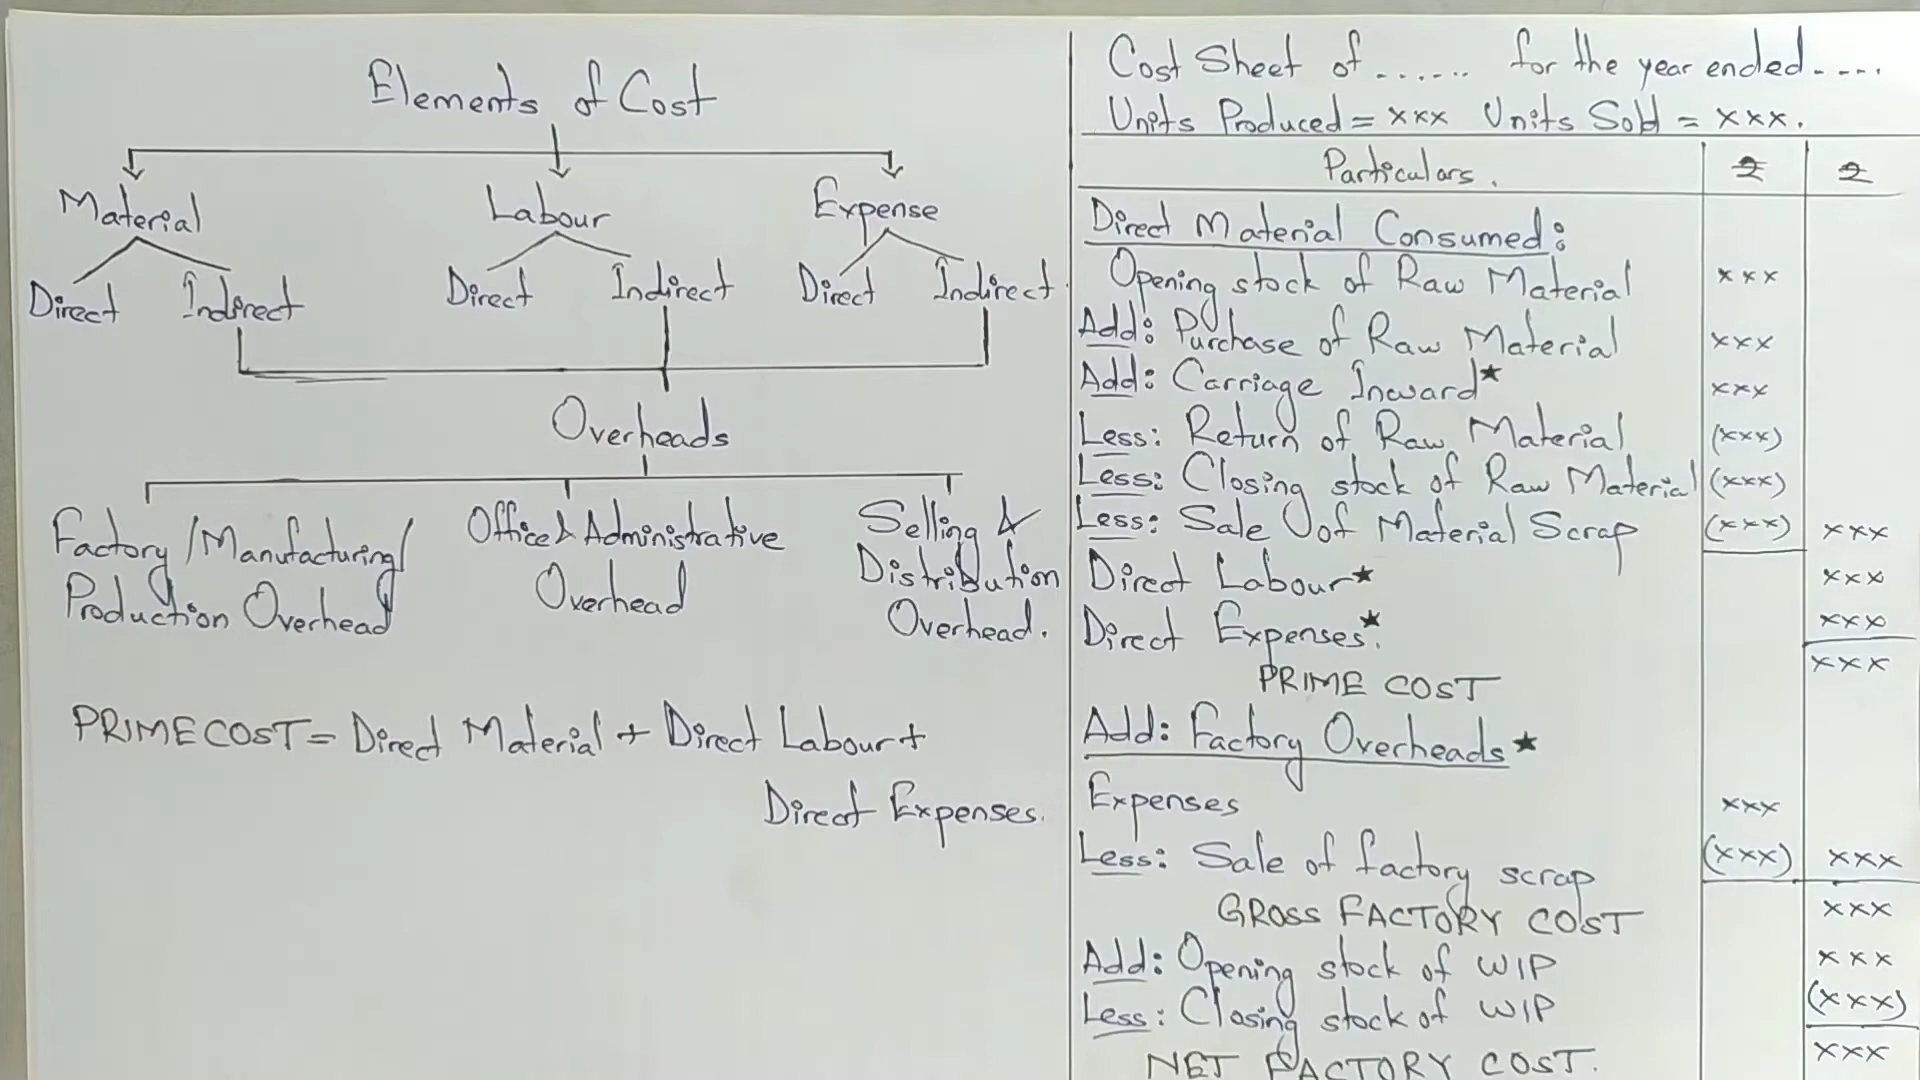 Elements of Cost
Material Labour Expense
Direct Indirect Direct Indirect Direct Indirect.
Overheads
Factory/Manufacturing/
Production Overhead
Office & Administrative
Overhead
Selling &
Distribution
Overhead.
PRIME COST = Direct Material + Direct Labour +
Direct Expenses.
Cost Sheet of ...... for the year ended....
Units Produced = xxx Units Sold = xxx.
Particulars. ₹ ₹
Direct Material Consumed:
Opening stock of Raw Material xxx
Add: Purchase of Raw Material xxx
Add: Carriage Inward★ xxx
Less: Return of Raw Material (xxx)
Less: Closing stock of Raw Material (xxx)
Less: Sale of Material Scrap (xxx) xxx
Direct Labour★ xxx
Direct Expenses★. xxx
PRIME COST xxx
Add: Factory Overheads★
Expenses xxx
Less: Sale of factory scrap (xxx) xxx
GROSS FACTORY COST xxx
Add: Opening stock of WIP xxx
Less: Closing stock of WIP (xxx)
NET FACTORY COST. xxx